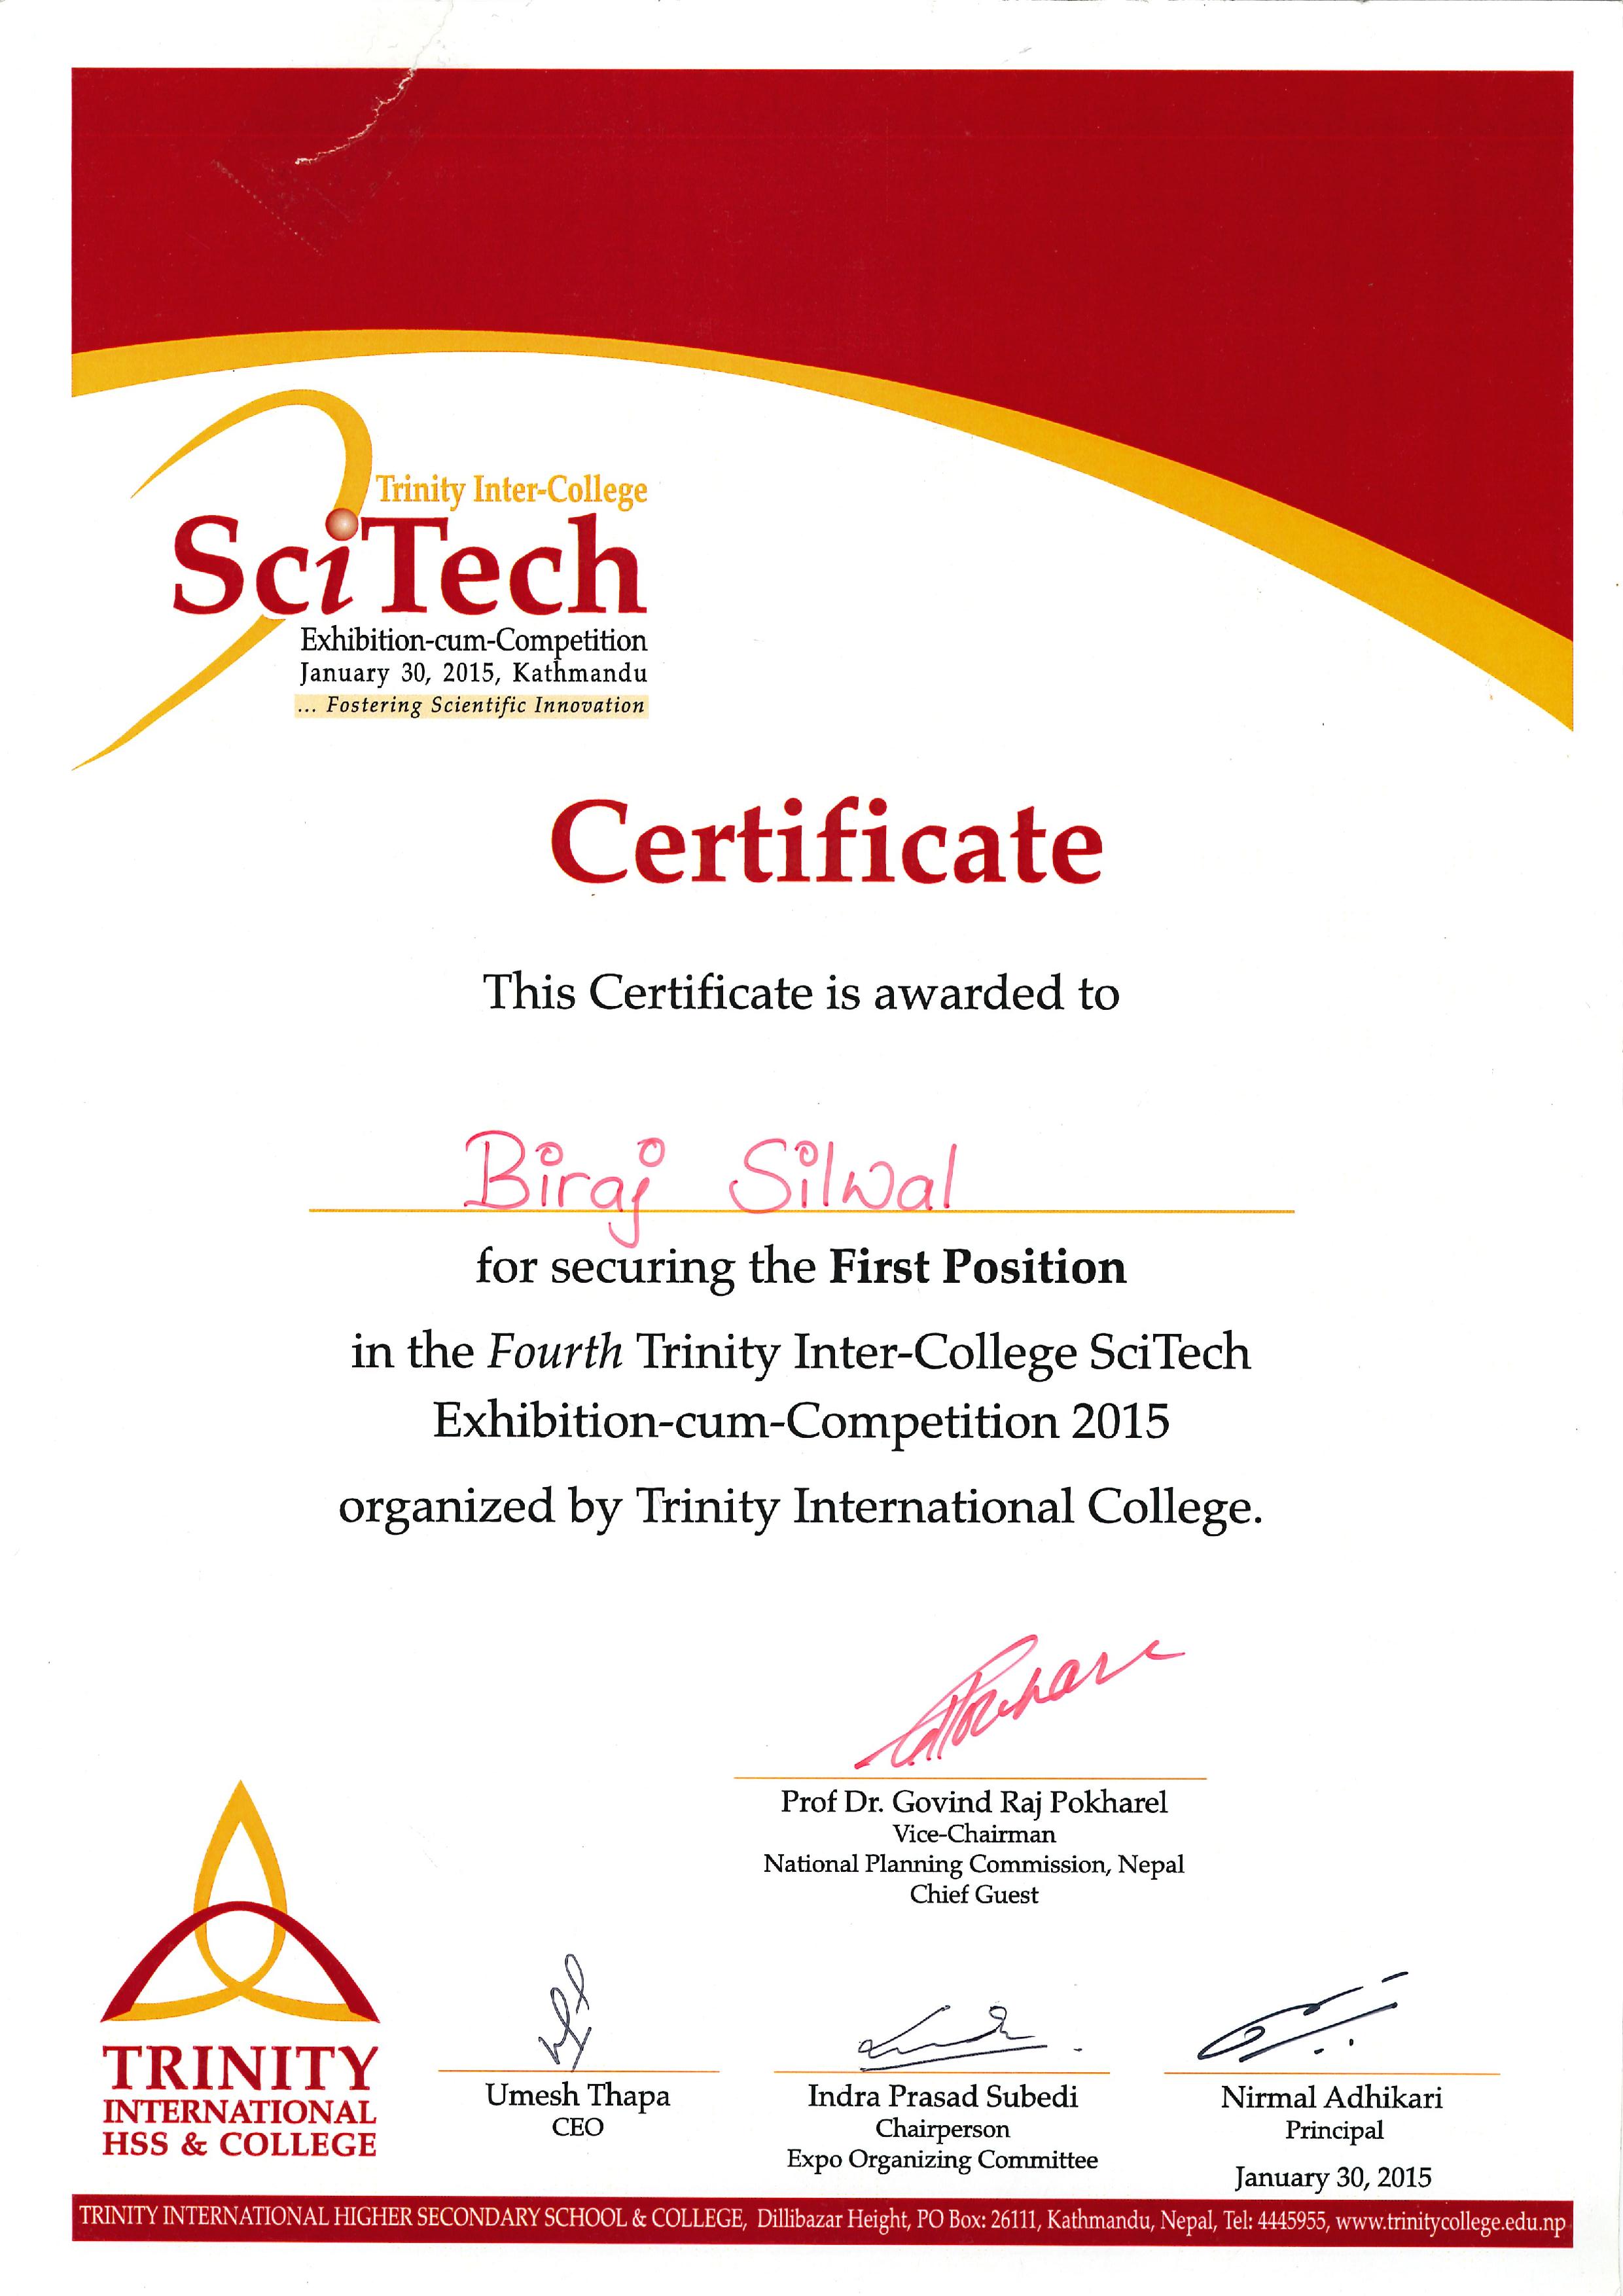 Trinity Inter-College
SciTech
Exhibition-cum-Competition
January 30, 2015, Kathmandu
... Fostering Scientific Innovation
Certificate
This Certificate is awarded to
Biraj Silwal
for securing the First Position
in the Fourth Trinity Inter-College SciTech
Exhibition-cum-Competition 2015
organized by Trinity International College.
Prof Dr. Govind Raj Pokharel
Vice-Chairman
National Planning Commission, Nepal
Chief Guest
TRINITY
INTERNATIONAL
HSS & COLLEGE
Umesh Thapa
CEO
Indra Prasad Subedi
Chairperson
Expo Organizing Committee
Nirmal Adhikari
Principal
January 30, 2015
TRINITY INTERNATIONAL HIGHER SECONDARY SCHOOL & COLLEGE, Dillibazar Height, PO Box: 26111, Kathmandu, Nepal, Tel: 4445955, www.trinitycollege.edu.np